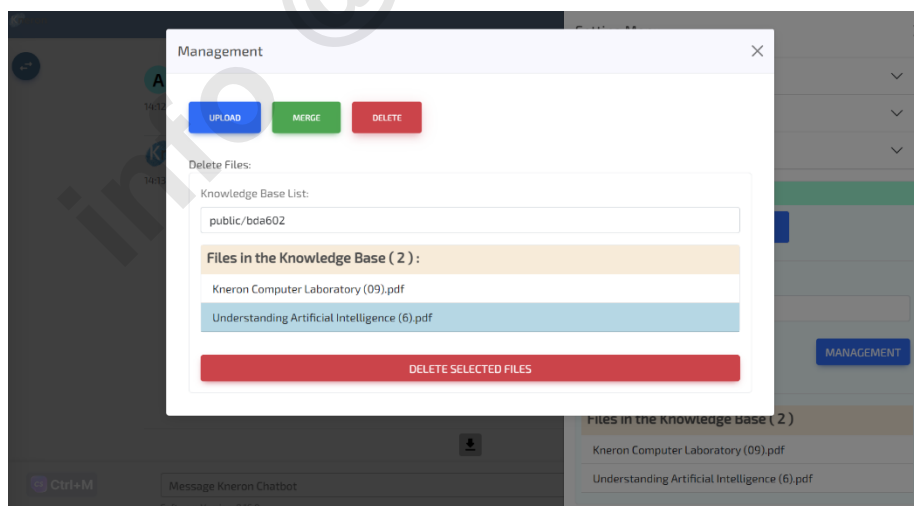 Management
UPLOAD
MERGE
DELETE
Delete Files:
Knowledge Base List:
public/bda602
Files in the Knowledge Base ( 2 ) :
Kneron Computer Laboratory (09).pdf
Understanding Artificial Intelligence (6).pdf
DELETE SELECTED FILES
A
K
MANAGEMENT
Files in the Knowledge Base ( 2 )
Kneron Computer Laboratory (09).pdf
Understanding Artificial Intelligence (6).pdf
Ctrl+M
Message Kneron Chatbot
info @